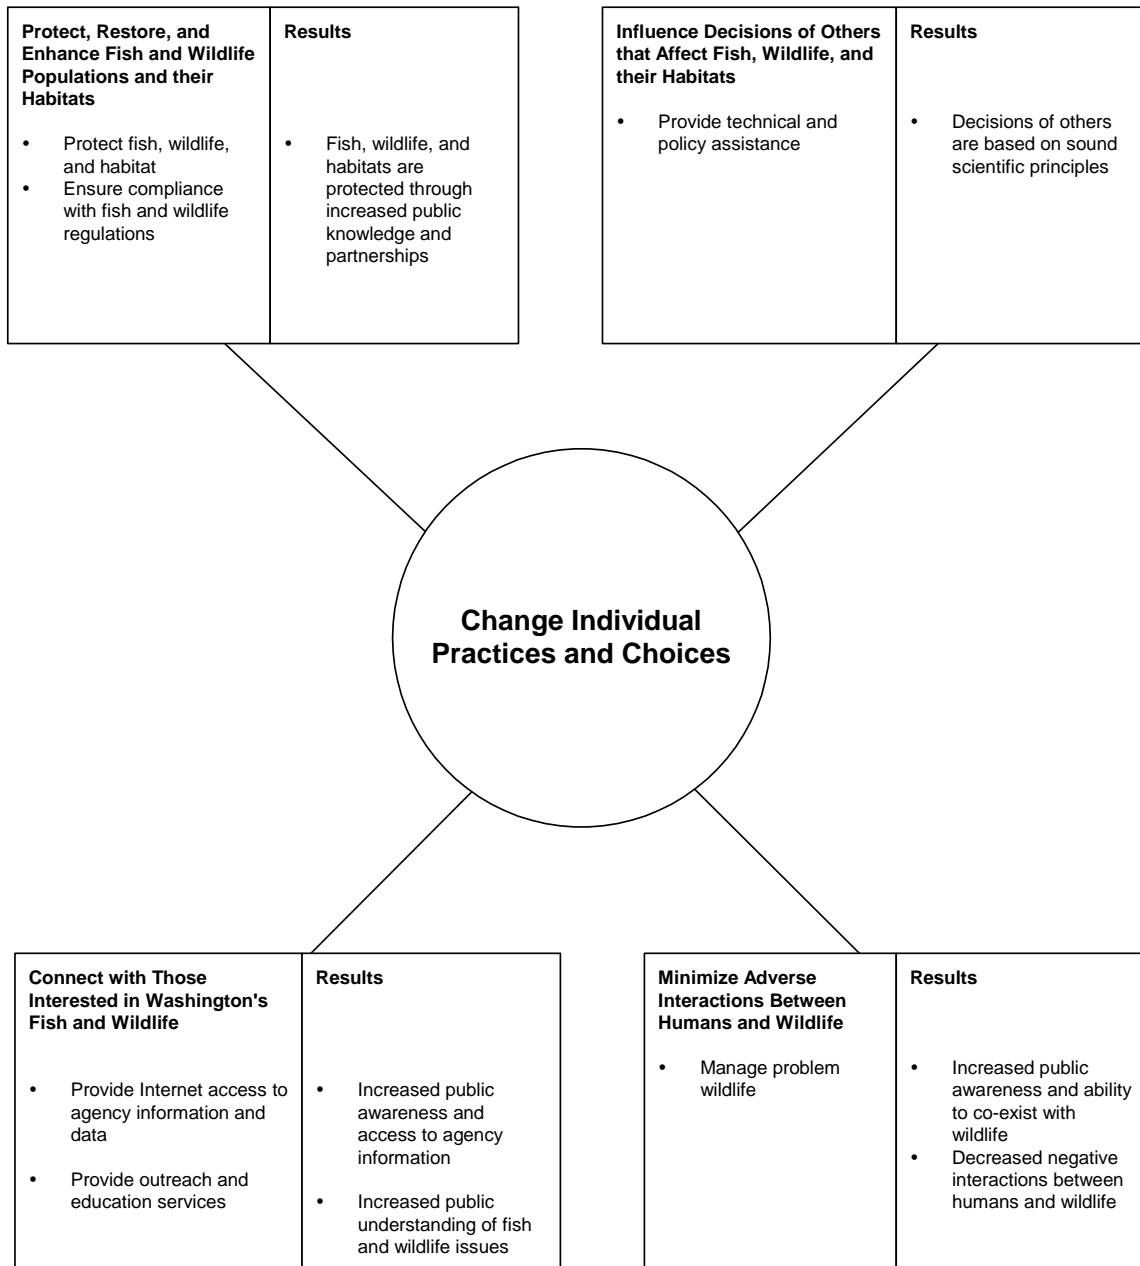 Protect, Restore, and
Enhance Fish and Wildlife
Populations and their
Habitats
• Protect fish, wildlife,
and habitat
• Ensure compliance
with fish and wildlife
regulations
Results
• Fish, wildlife, and
habitats are
protected through
increased public
knowledge and
partnerships
Influence Decisions of Others
that Affect Fish, Wildlife, and
their Habitats
• Provide technical and
policy assistance
Results
• Decisions of others
are based on sound
scientific principles
Change Individual
Practices and Choices
Connect with Those
Interested in Washington's
Fish and Wildlife
• Provide Internet access to
agency information and
data
• Provide outreach and
education services
Results
• Increased public
awareness and
access to agency
information
• Increased public
understanding of fish
and wildlife issues
Minimize Adverse
Interactions Between
Humans and Wildlife
• Manage problem
wildlife
Results
• Increased public
awareness and ability
to co-exist with
wildlife
• Decreased negative
interactions between
humans and wildlife